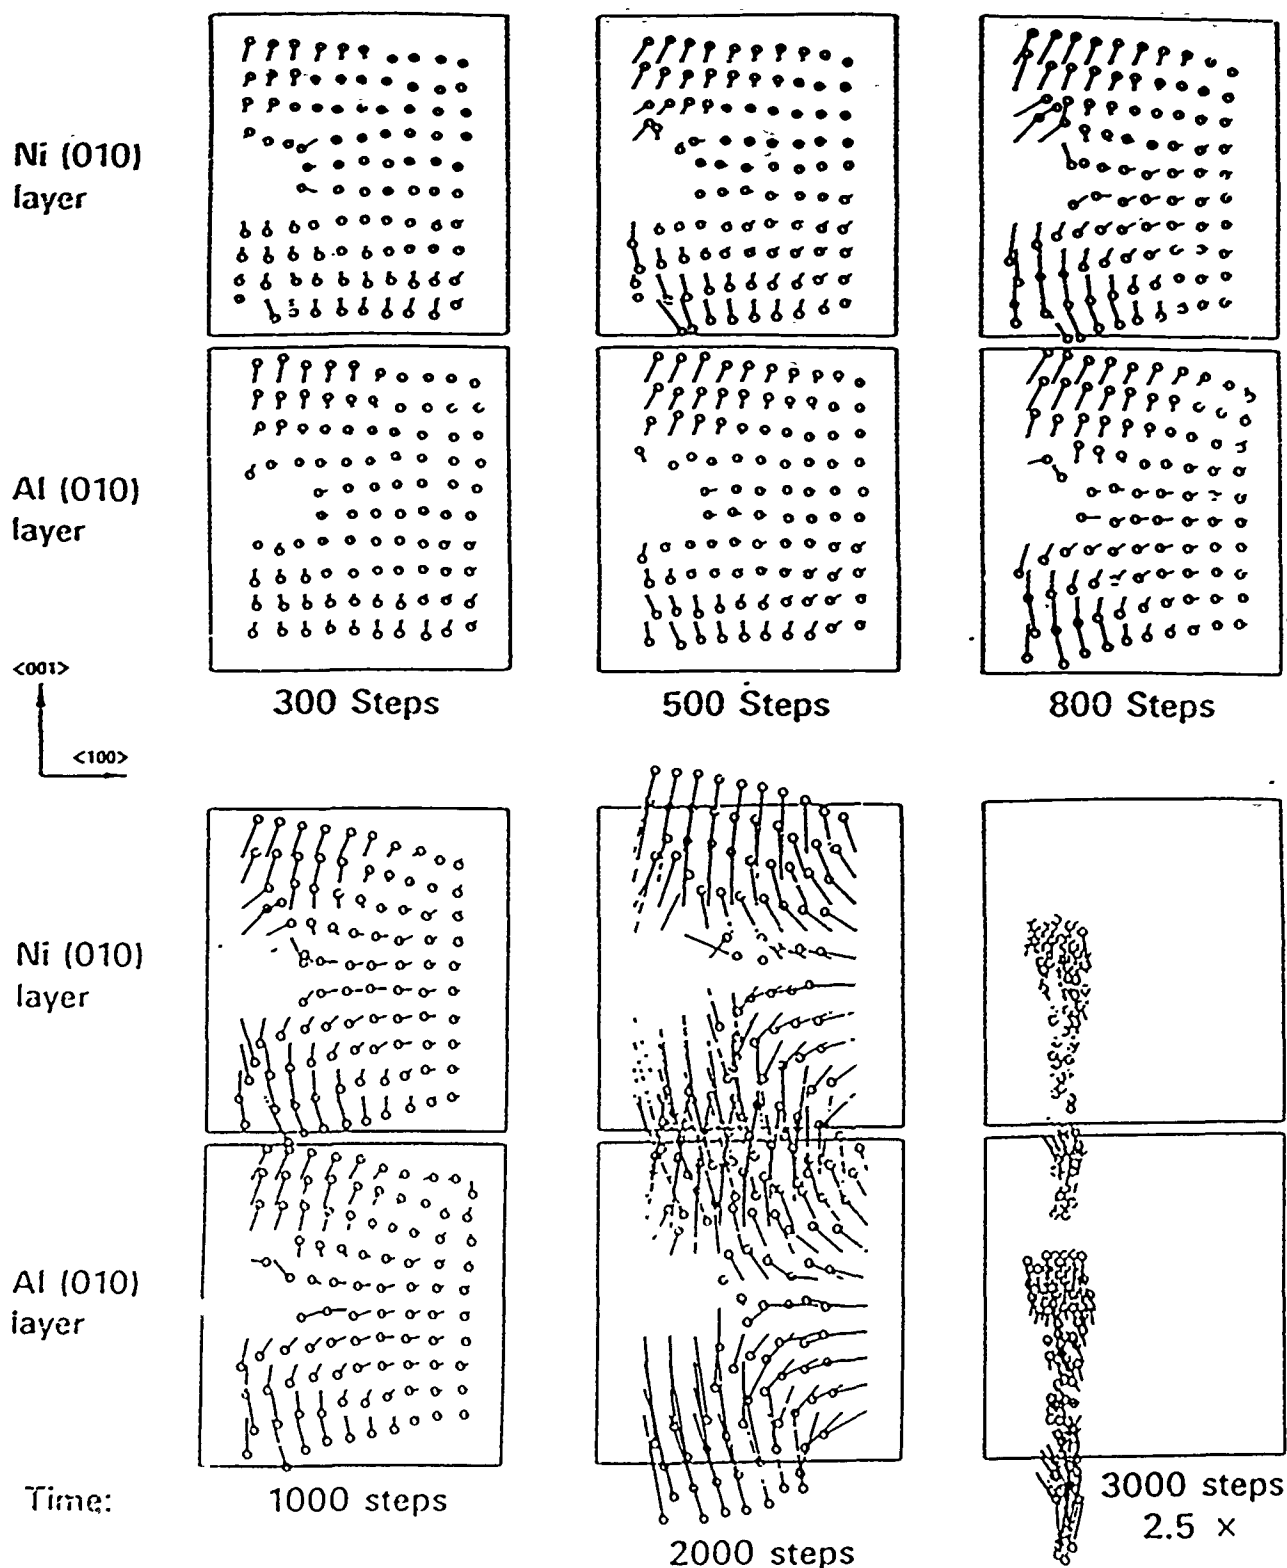 Ni (010)
layer
Al (010)
layer
300 Steps
500 Steps
800 Steps
<001>
<100>
Ni (010)
layer
Al (010)
layer
Time:
1000 steps
2000 steps
3000 steps
2.5 ×